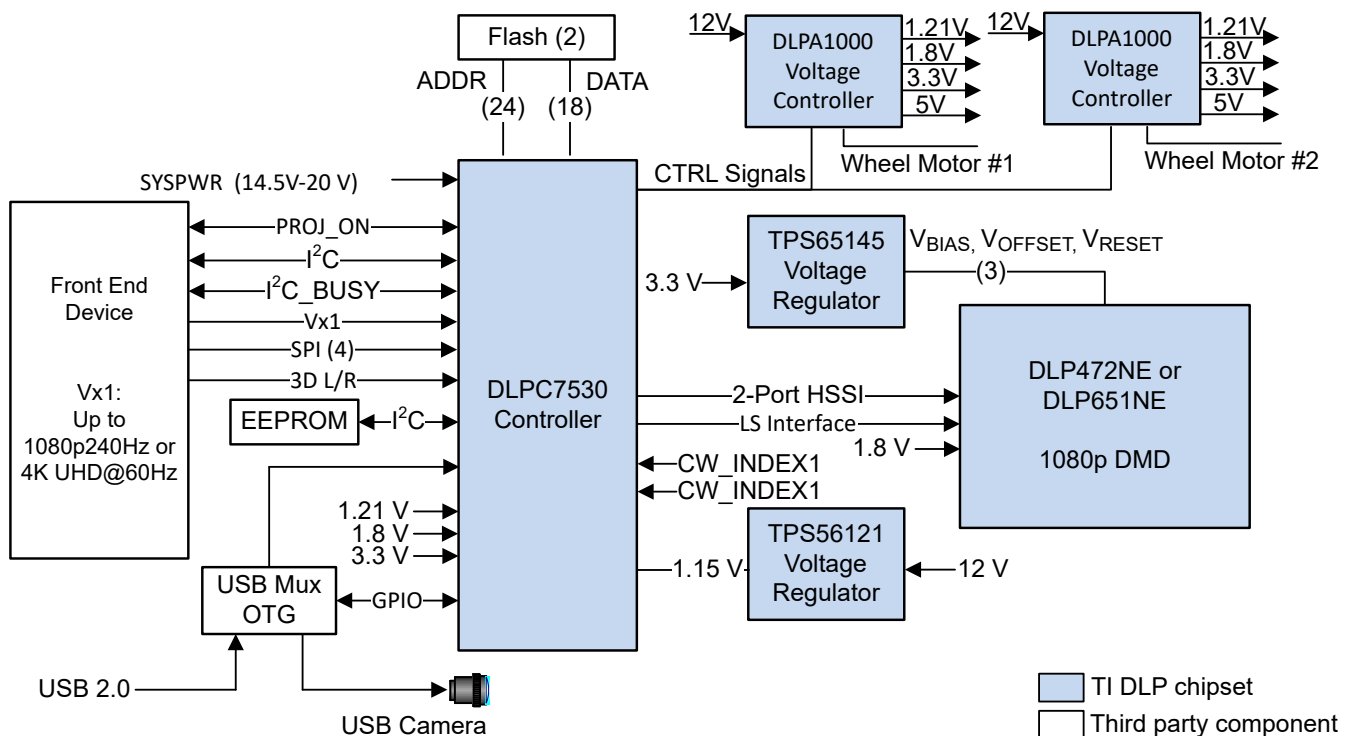 Flash (2)
ADDR
(24)
DATA
(18)
12V
DLPA1000
Voltage
Controller
1.21V
1.8V
3.3V
5V
Wheel Motor #1
12V
DLPA1000
Voltage
Controller
1.21V
1.8V
3.3V
5V
Wheel Motor #2
CTRL Signals
SYSPWR (14.5V-20 V)
Front End
Device
Vx1:
Up to
1080p240Hz or
4K UHD@60Hz
PROJ_ON
I²C
I²C_BUSY
Vx1
SPI (4)
3D L/R
EEPROM
I²C
DLPC7530
Controller
1.21 V
1.8 V
3.3 V
USB Mux
OTG
GPIO
USB 2.0
USB Camera
3.3 V
TPS65145
Voltage
Regulator
VBIAS, VOFFSET, VRESET
(3)
2-Port HSSI
LS Interface
1.8 V
DLP472NE or
DLP651NE
1080p DMD
CW_INDEX1
CW_INDEX1
1.15 V
TPS56121
Voltage
Regulator
12 V
TI DLP chipset
Third party component